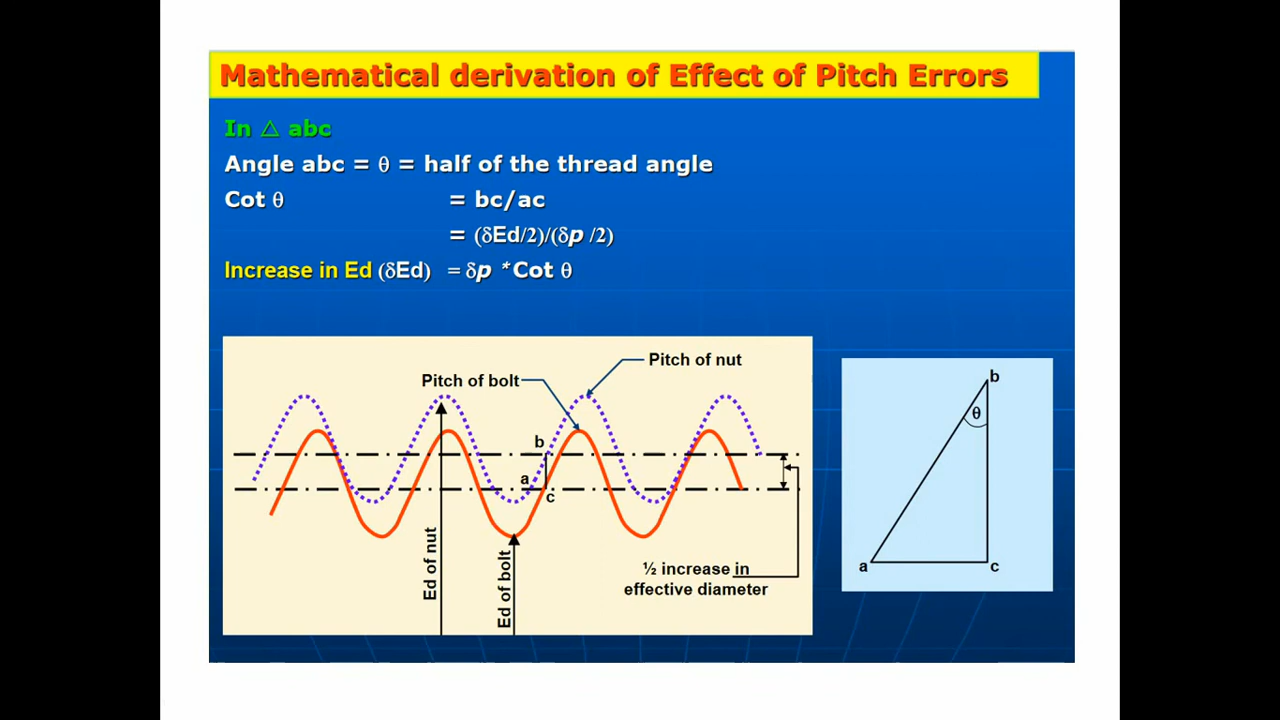 Mathematical derivation of Effect of Pitch Errors
In △ abc
Angle abc = θ = half of the thread angle
Cot θ = bc/ac
= (δEd/2)/(δp /2)
Increase in Ed (δEd) = δp *Cot θ
Pitch of nut
Pitch of bolt
b
a
c
Ed of nut
Ed of bolt
½ increase in
effective diameter
b
θ
a
c